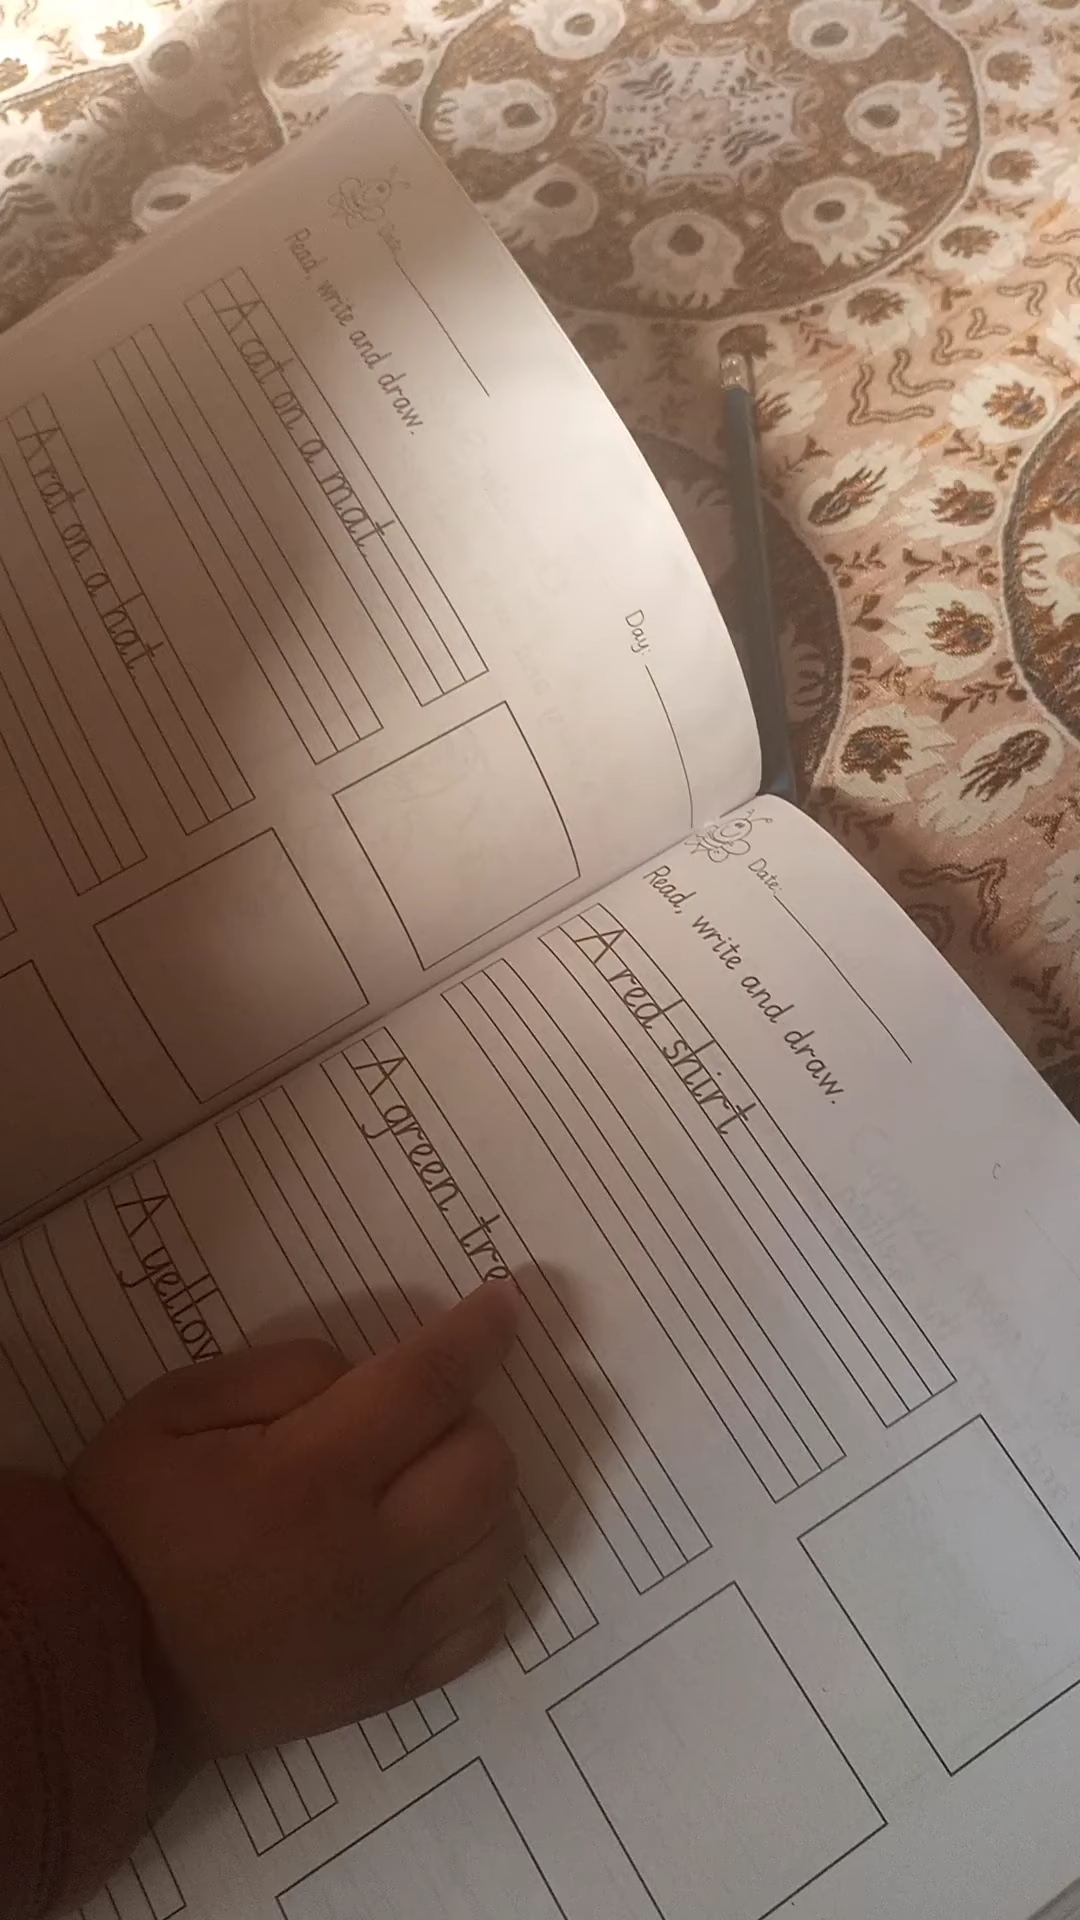 Date:
Day:
Read, write and draw.
A cat on a mat.
A rat on a hat.
Date:
Read, write and draw.
A red shirt
A green tre
A yellow